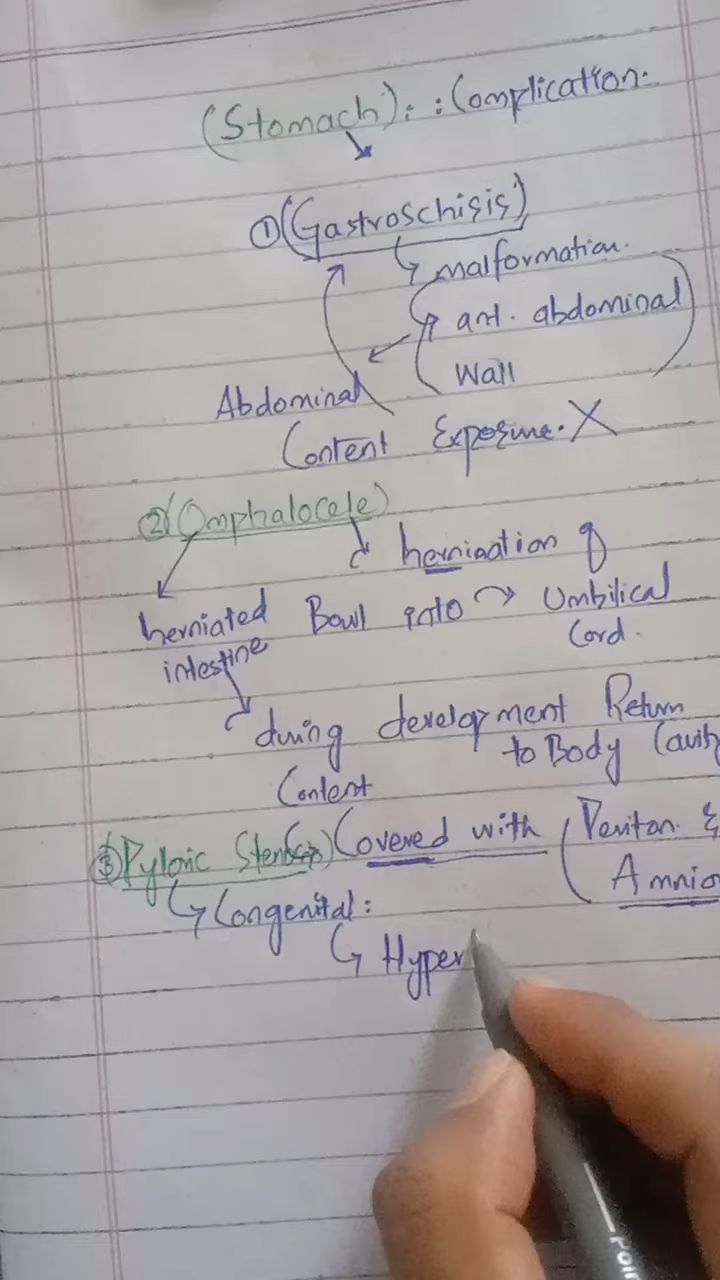 (Stomach): : Complication.
① (Gastroschisis)
malformation.
ant. abdominal
Wall
Abdominal
Content Exposure. X
② (Omphalocele)
herniation of
herniated Bowl into Umbilical
intestine Cord.
during development Return
to Body Cavit
Content
③ Pyloric Covered with (Periton &
Amnio
Congenital:
Hyper